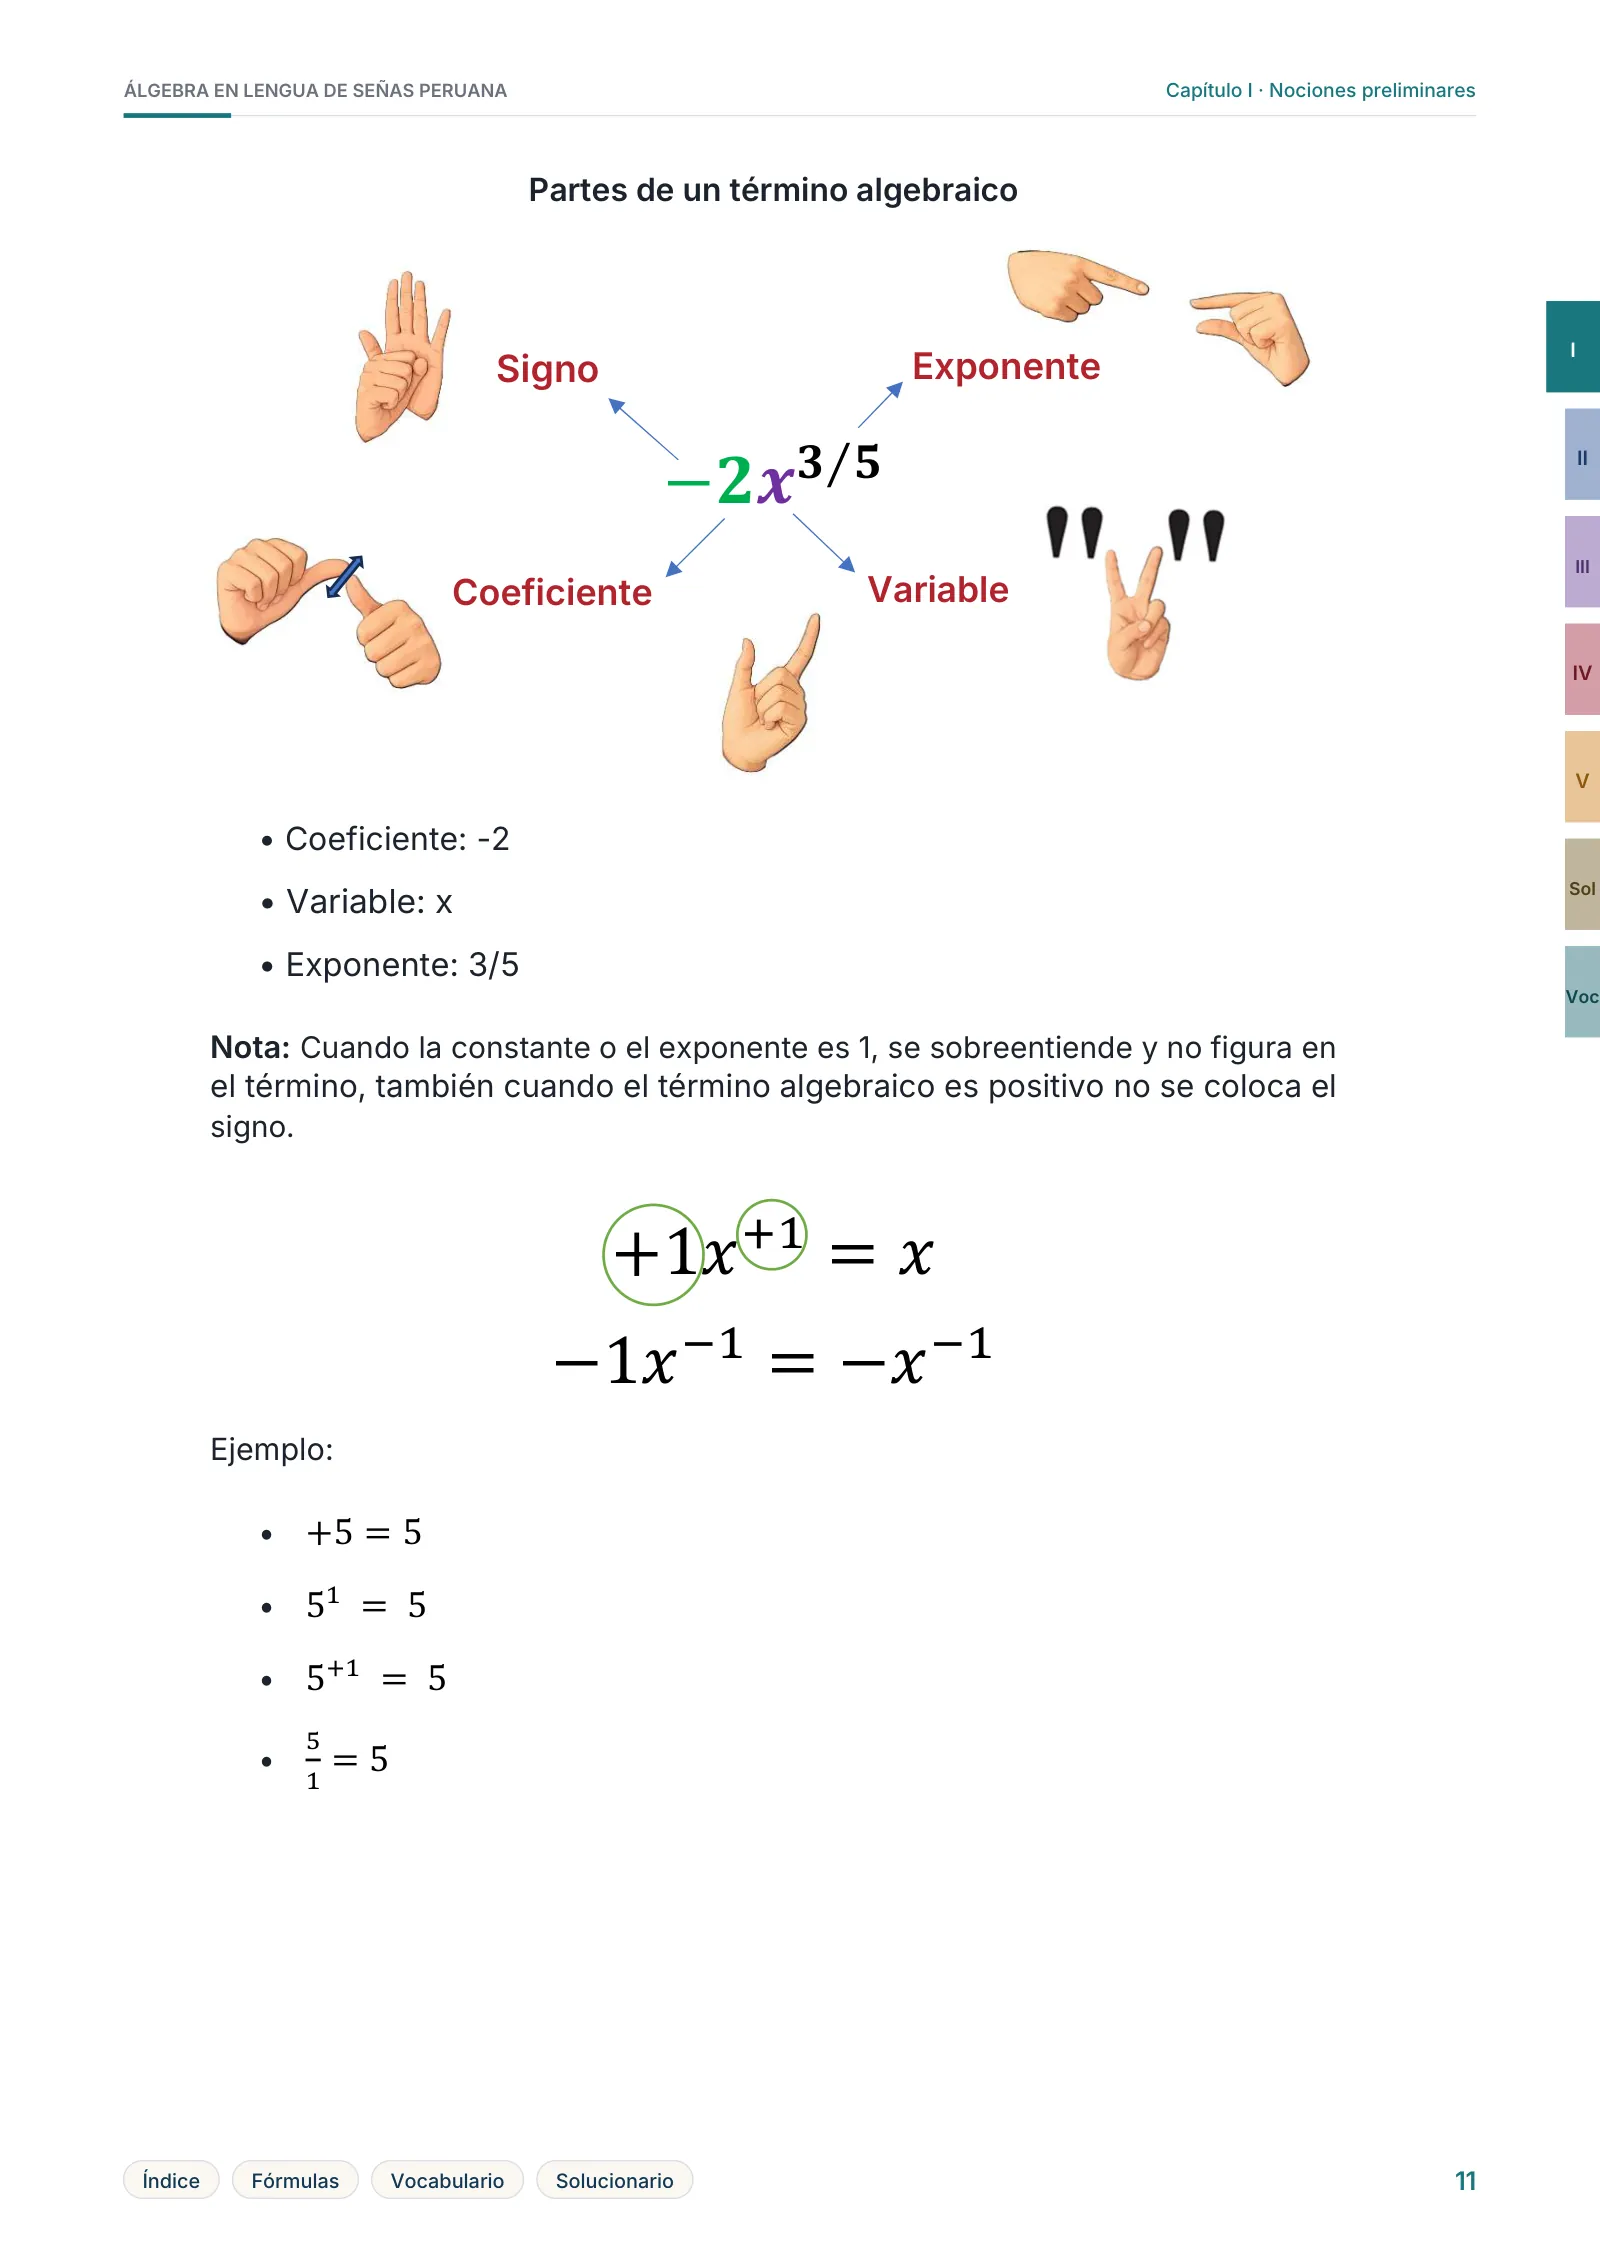 ÁLGEBRA EN LENGUA DE SEÑAS PERUANA
Capítulo I · Nociones preliminares
Partes de un término algebraico
Signo
Exponente
−2x^{3/5}
" "
Coeficiente
Variable
• Coeficiente: -2
• Variable: x
• Exponente: 3/5
Nota: Cuando la constante o el exponente es 1, se sobreentiende y no figura en
el término, también cuando el término algebraico es positivo no se coloca el
signo.
+1x^{+1} = x
−1x^{−1} = −x^{−1}
Ejemplo:
• +5 = 5
• 5^1 = 5
• 5^{+1} = 5
• 5/1 = 5
I
II
III
IV
V
Sol
Voc
Índice
Fórmulas
Vocabulario
Solucionario
11